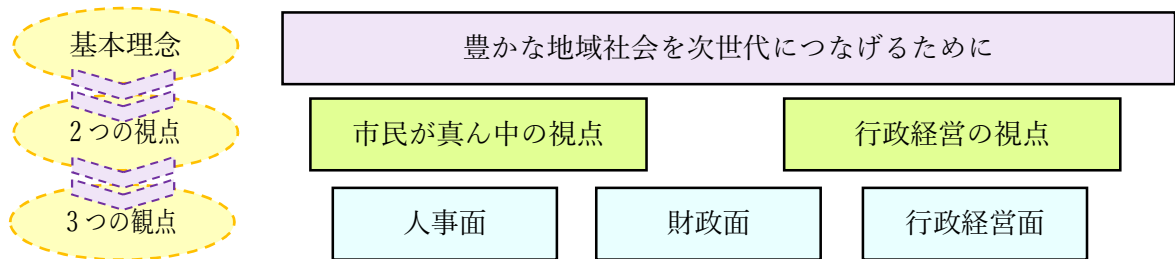 基本理念
豊かな地域社会を次世代につなげるために
2つの視点
市民が真ん中の視点
行政経営の視点
3つの観点
人事面
財政面
行政経営面